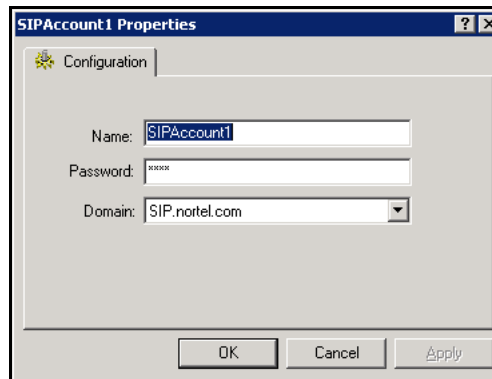 SIPAccount1 Properties
Configuration
Name: SIPAccount1
Password: ****
Domain: SIP.nortel.com
OK Cancel Apply